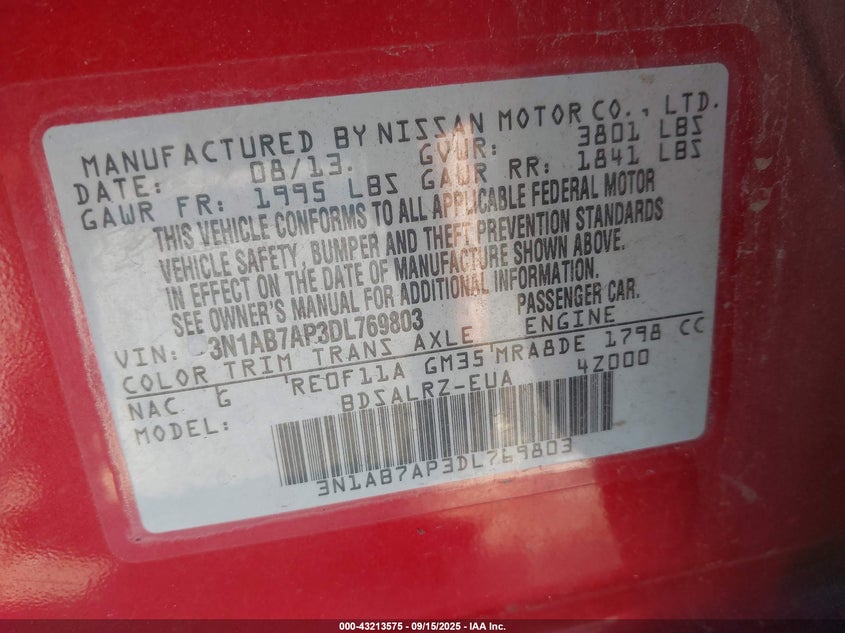 MANUFACTURED BY NISSAN MOTOR CO., LTD.
DATE: 08/13. GVWR: 3801 LBS
GAWR FR: 1995 LBS GAWR RR: 1841 LBS
THIS VEHICLE CONFORMS TO ALL APPLICABLE FEDERAL MOTOR
VEHICLE SAFETY, BUMPER AND THEFT PREVENTION STANDARDS
IN EFFECT ON THE DATE OF MANUFACTURE SHOWN ABOVE.
SEE OWNER'S MANUAL FOR ADDITIONAL INFORMATION.
VIN: 3N1AB7AP3DL769803 PASSENGER CAR.
COLOR TRIM TRANS AXLE ENGINE
NAC G RE0F11A GM35 MRA8DE 1798 CC
MODEL: BDSALRZ-EUA 4Z000
3N1AB7AP3DL769803
000-43213575 - 09/15/2025 - IAA Inc.